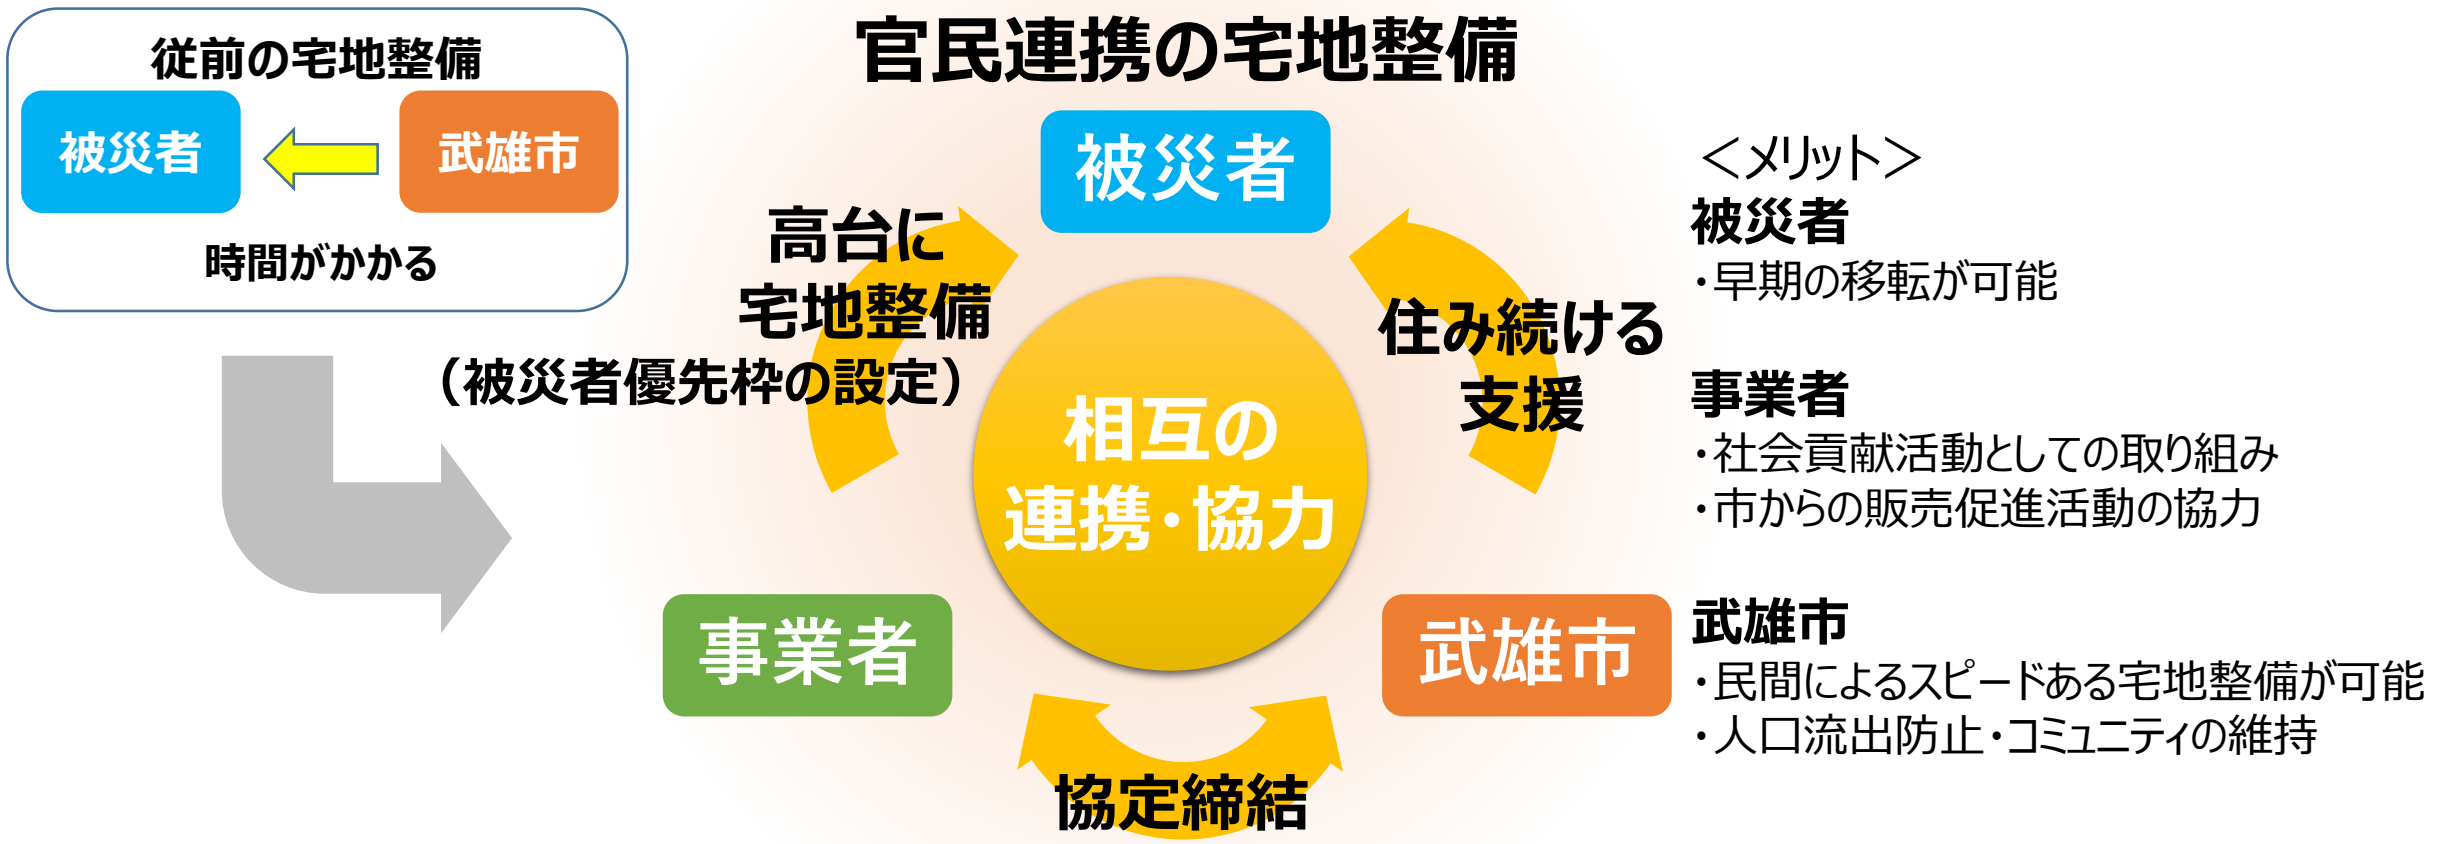 従前の宅地整備
被災者
武雄市
時間がかかる
官民連携の宅地整備
被災者
高台に
宅地整備
（被災者優先枠の設定）
住み続ける
支援
相互の
連携・協力
事業者
武雄市
協定締結
＜メリット＞
被災者
・早期の移転が可能
事業者
・社会貢献活動としての取り組み
・市からの販売促進活動の協力
武雄市
・民間によるスピードある宅地整備が可能
・人口流出防止・コミュニティの維持